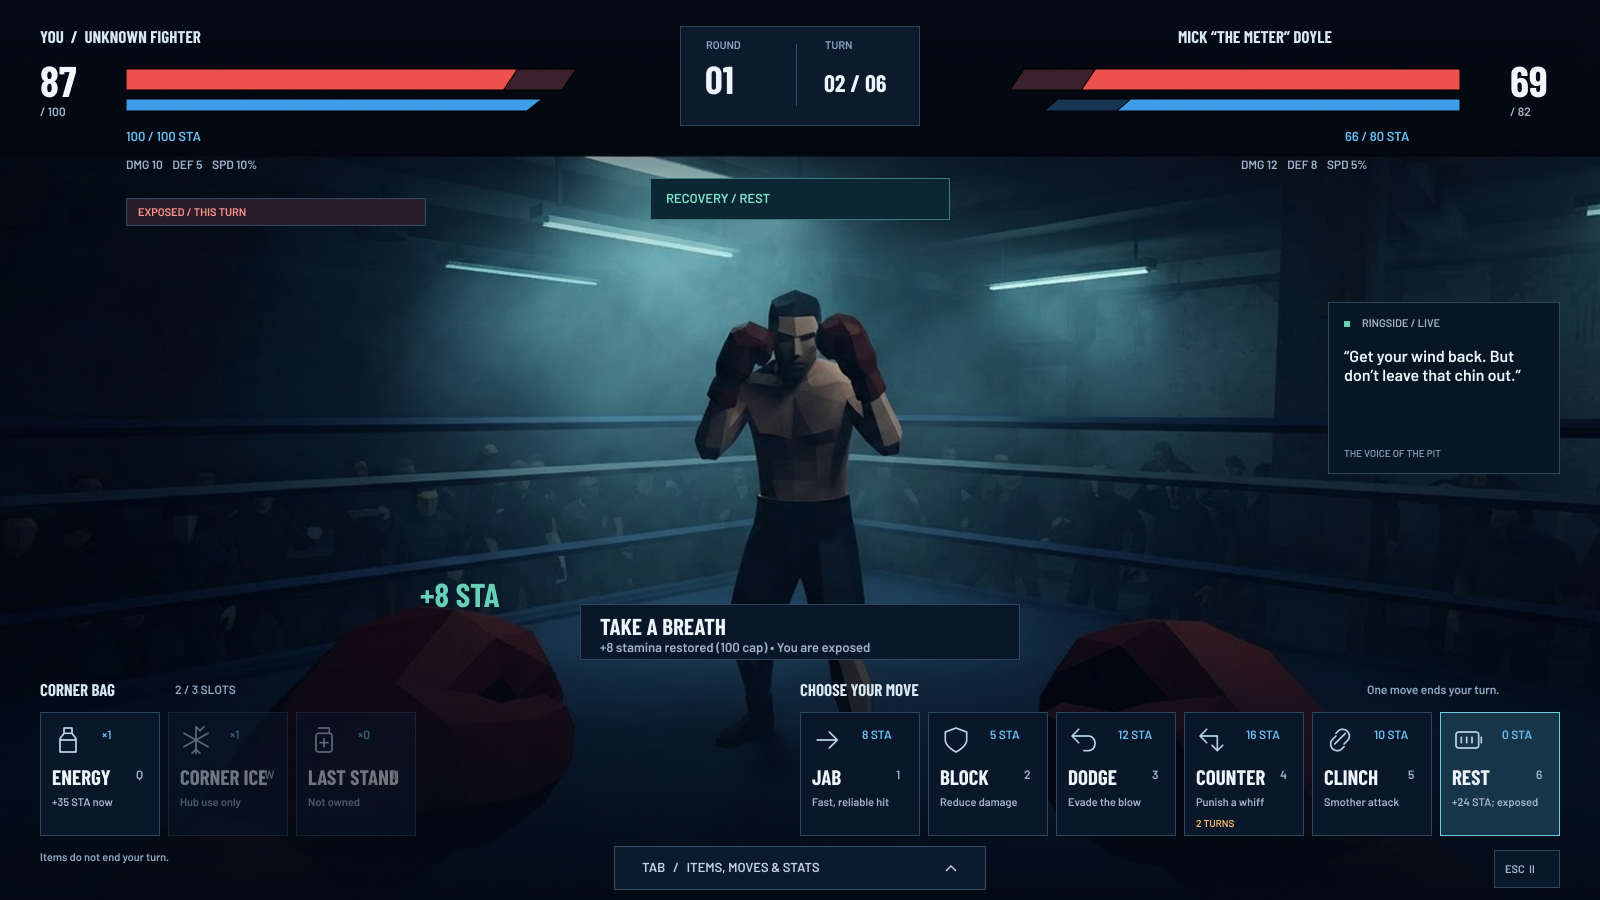 YOU / UNKNOWN FIGHTER
87
/ 100
100 / 100 STA
DMG 10 DEF 5 SPD 10%
EXPOSED / THIS TURN
ROUND
01
TURN
02 / 06
RECOVERY / REST
MICK “THE METER” DOYLE
69
/ 82
66 / 80 STA
DMG 12 DEF 8 SPD 5%
RINGSIDE / LIVE
“Get your wind back. But
don’t leave that chin out.”
THE VOICE OF THE PIT
+8 STA
TAKE A BREATH
+8 stamina restored (100 cap) • You are exposed
CORNER BAG
2 / 3 SLOTS
×1
ENERGY Q
+35 STA now
×1
CORNER ICE W
Hub use only
×0
LAST STAND
Not owned
Items do not end your turn.
CHOOSE YOUR MOVE
One move ends your turn.
8 STA
JAB 1
Fast, reliable hit
5 STA
BLOCK 2
Reduce damage
12 STA
DODGE 3
Evade the blow
16 STA
COUNTER 4
Punish a whiff
2 TURNS
10 STA
CLINCH 5
Smother attack
0 STA
REST 6
+24 STA; exposed
TAB / ITEMS, MOVES & STATS
ESC II